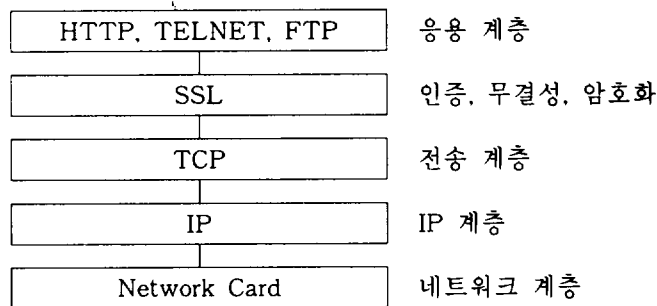 HTTP, TELNET, FTP 응용 계층
SSL 인증, 무결성, 암호화
TCP 전송 계층
IP IP 계층
Network Card 네트워크 계층